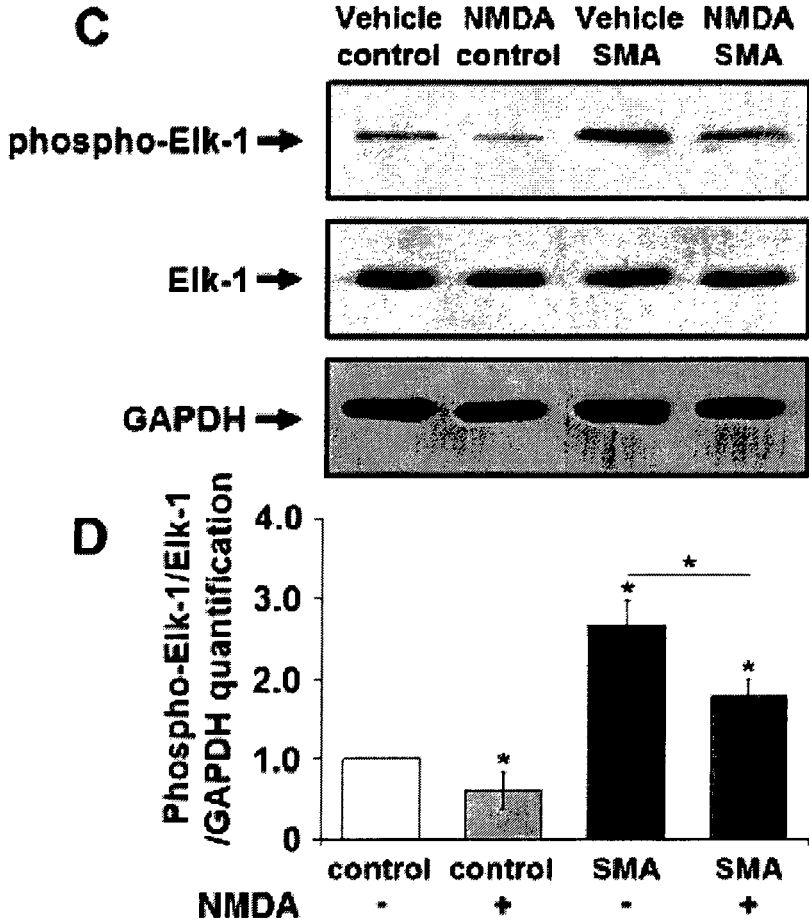 C
Vehicle NMDA Vehicle NMDA
control control SMA SMA
phospho-Elk-1
Elk-1
GAPDH
D
Phospho-Elk-1/Elk-1
/GAPDH quantification
4.0
3.0
2.0
1.0
0
*
*
*
*
control control SMA SMA
NMDA - + - +